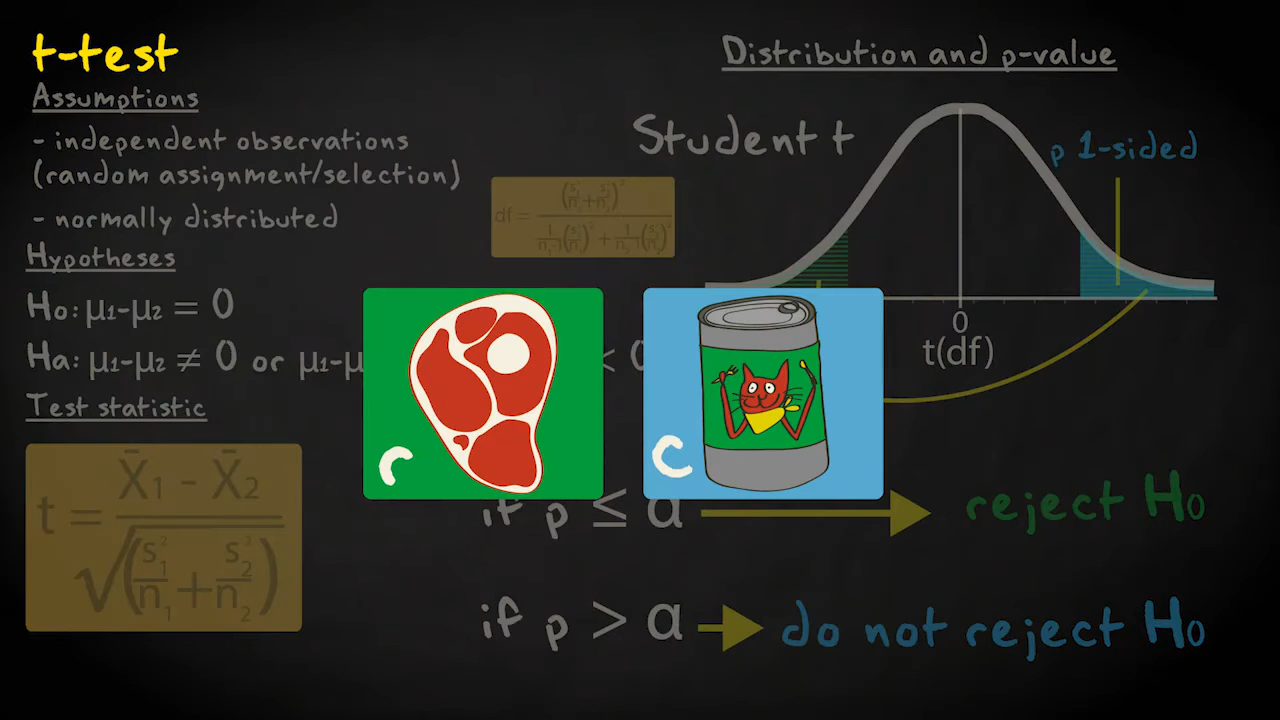 t-test
Assumptions
- independent observations
(random assignment/selection)
- normally distributed
Hypotheses
H₀: μ₁-μ₂ = 0
Ha: μ₁-μ₂ ≠ 0 or μ₁-μ < 0
Test statistic
t = X̄₁ - X̄₂ / √(s₁²/n₁ + s₂²/n₂)
df =
Distribution and p-value
Student t
p 1-sided
0
t(df)
r
c
if p ≤ α
reject H₀
if p > α
do not reject H₀